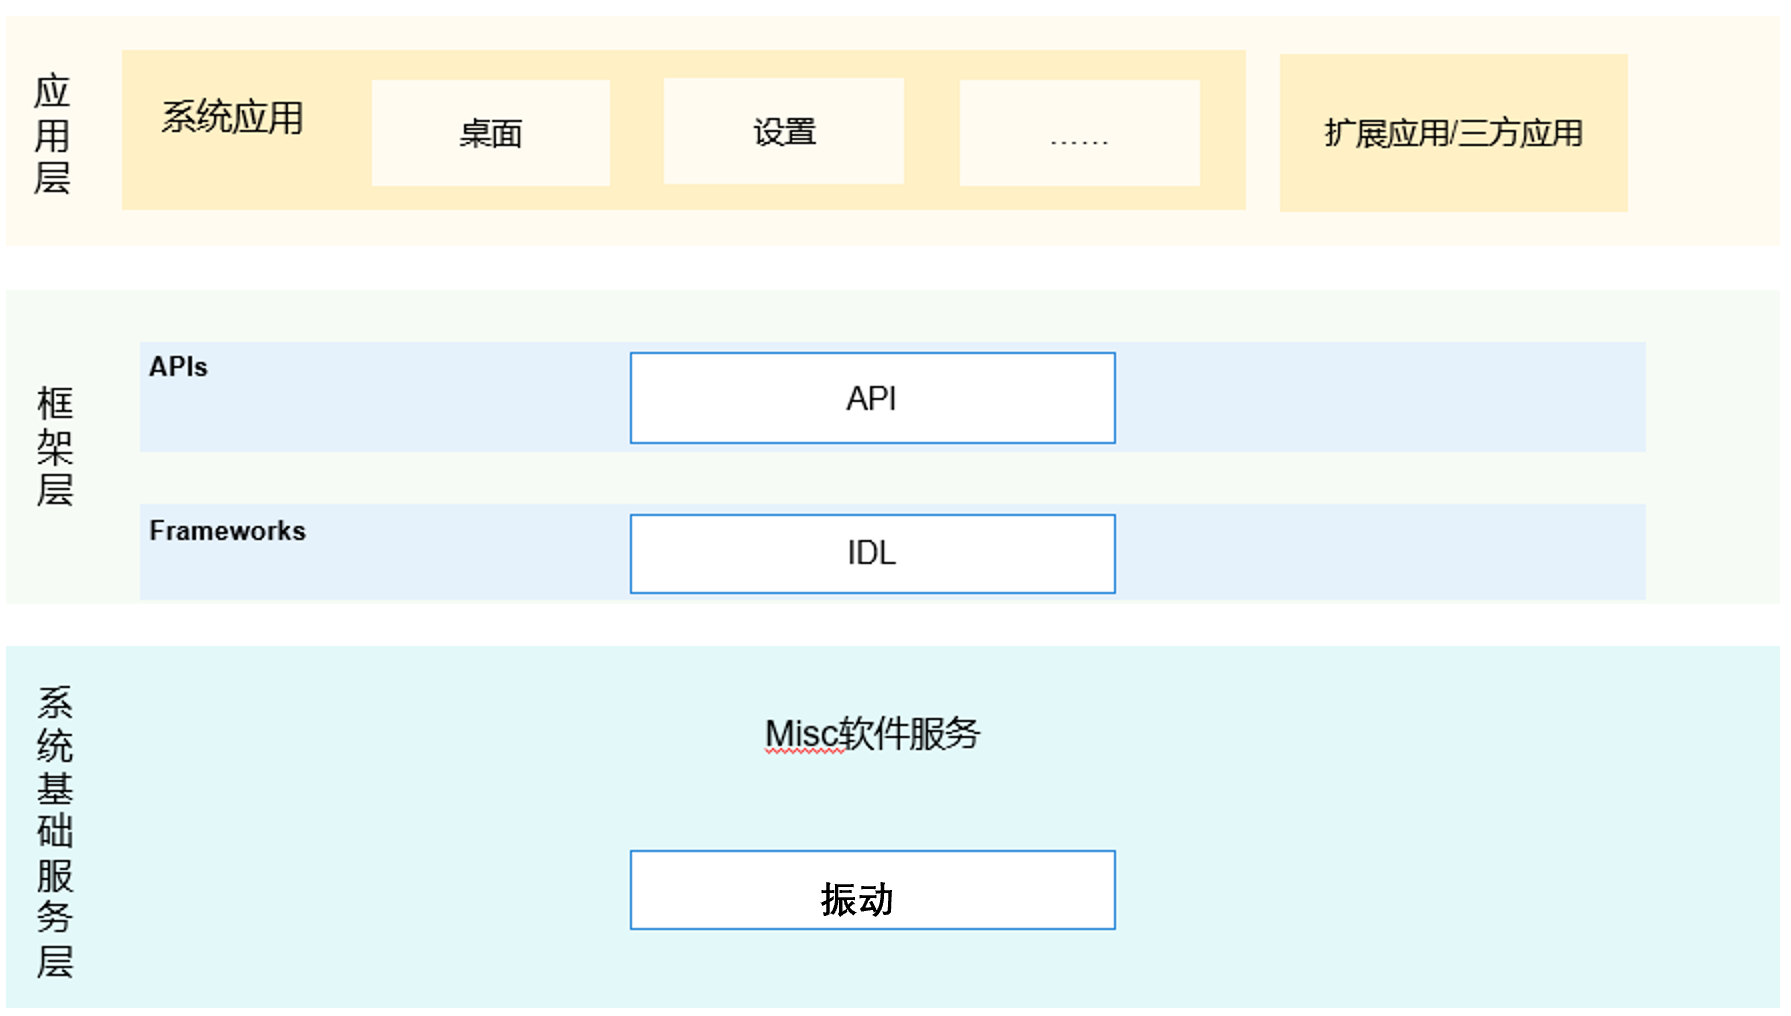 应用层
系统应用
桌面
设置
……
扩展应用/三方应用
框架层
APIs
API
Frameworks
IDL
系统基础服务层
Misc软件服务
振动